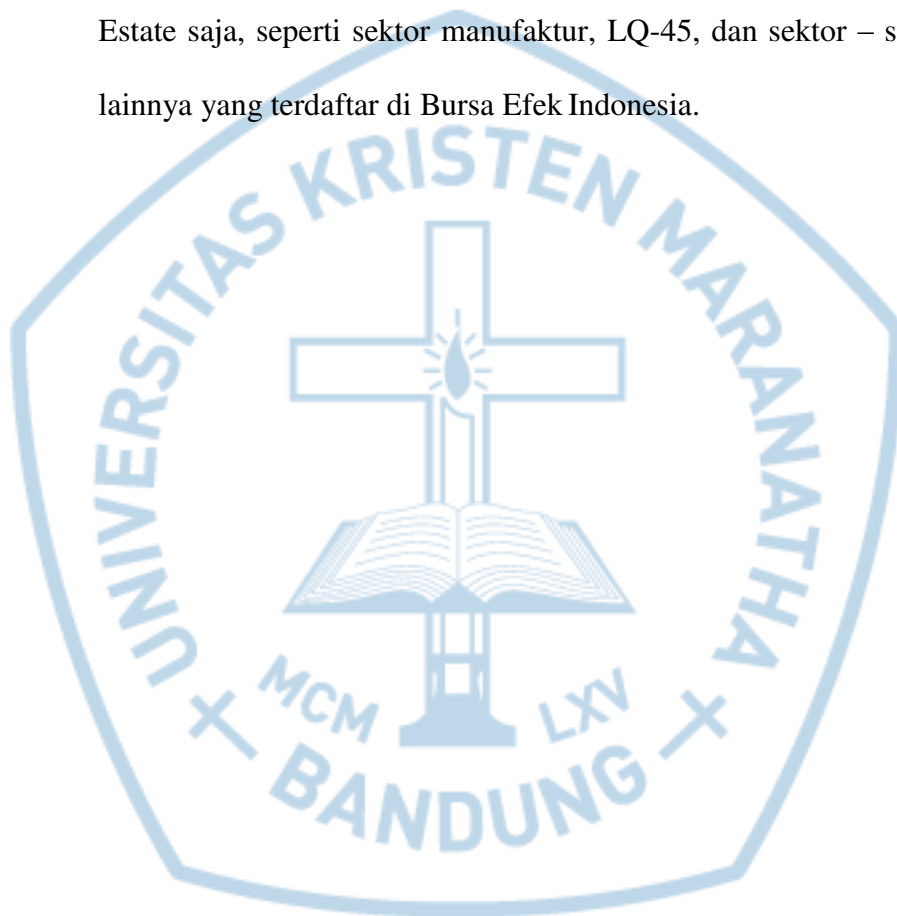 Estate saja, seperti sektor manufaktur, LQ-45, dan sektor – s
lainnya yang terdaftar di Bursa Efek Indonesia.
UNIVERSITAS KRISTEN MARANATHA
MCM LXV
BANDUNG